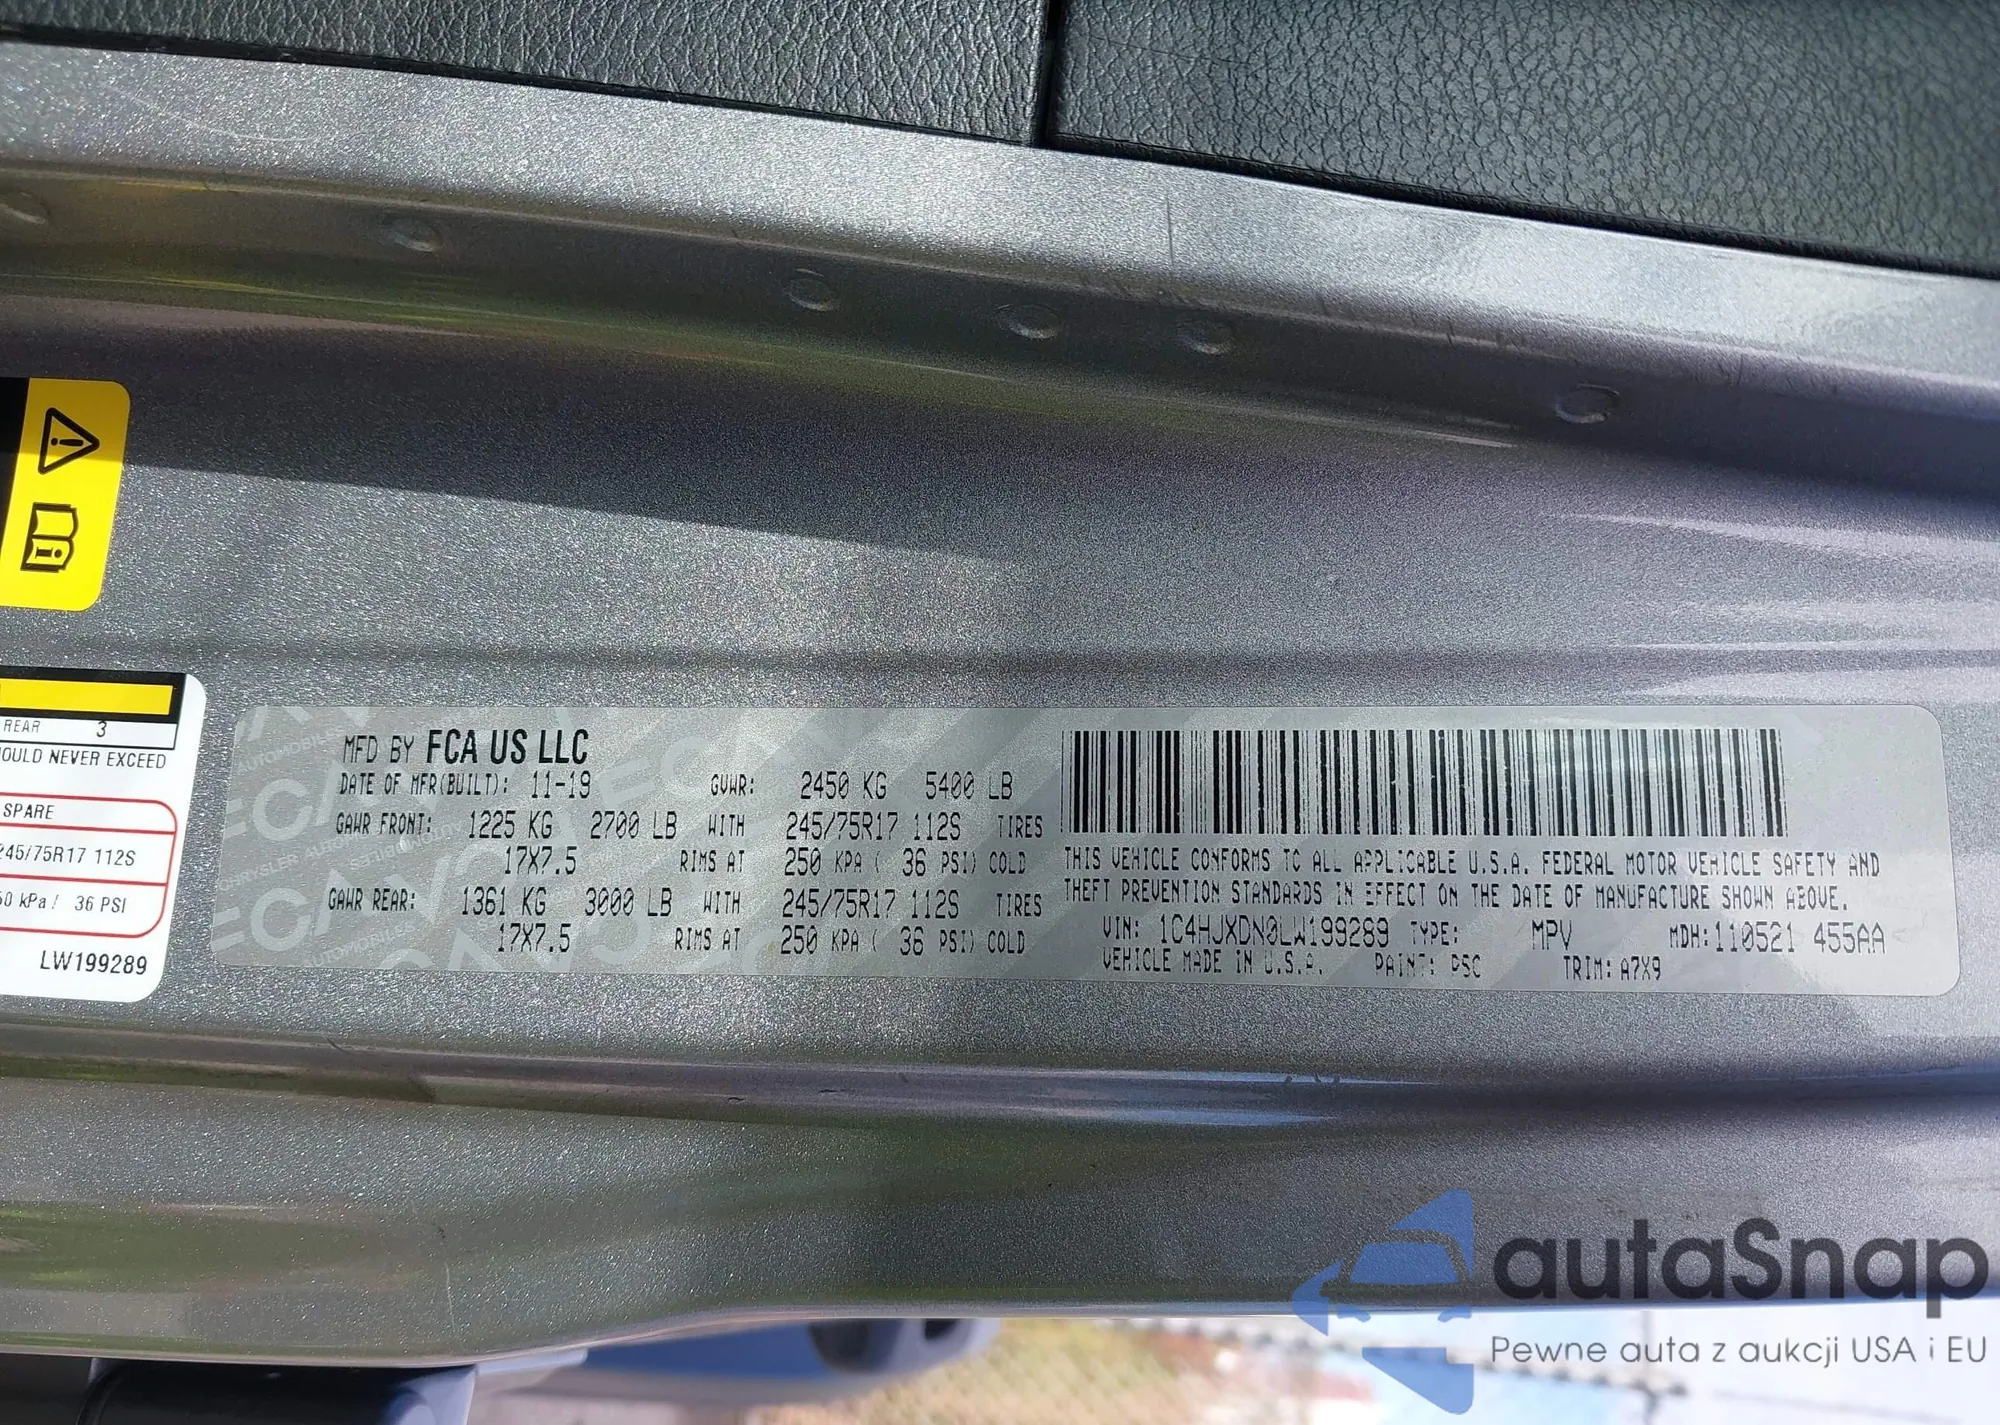 REAR 3
OULD NEVER EXCEED
SPARE
245/75R17 112S
50 kPa / 36 PSI
LW199289
MFD BY FCA US LLC
DATE OF MFR(BUILT): 11-19 GVWR: 2450 KG 5400 LB
GAWR FRONT: 1225 KG 2700 LB WITH 245/75R17 112S TIRES
17X7.5 RIMS AT 250 KPA ( 36 PSI) COLD
GAWR REAR: 1361 KG 3000 LB WITH 245/75R17 112S TIRES
17X7.5 RIMS AT 250 KPA ( 36 PSI) COLD
THIS VEHICLE CONFORMS TO ALL APPLICABLE U.S.A. FEDERAL MOTOR VEHICLE SAFETY AND
THEFT PREVENTION STANDARDS IN EFFECT ON THE DATE OF MANUFACTURE SHOWN ABOVE.
VIN: 1C4HJXDN0LW199289 TYPE: MPV MDH:110521 455AA
VEHICLE MADE IN U.S.A. PAINT: PSC TRIM: A7X9
autaSnap
Pewne auta z aukcji USA i EU